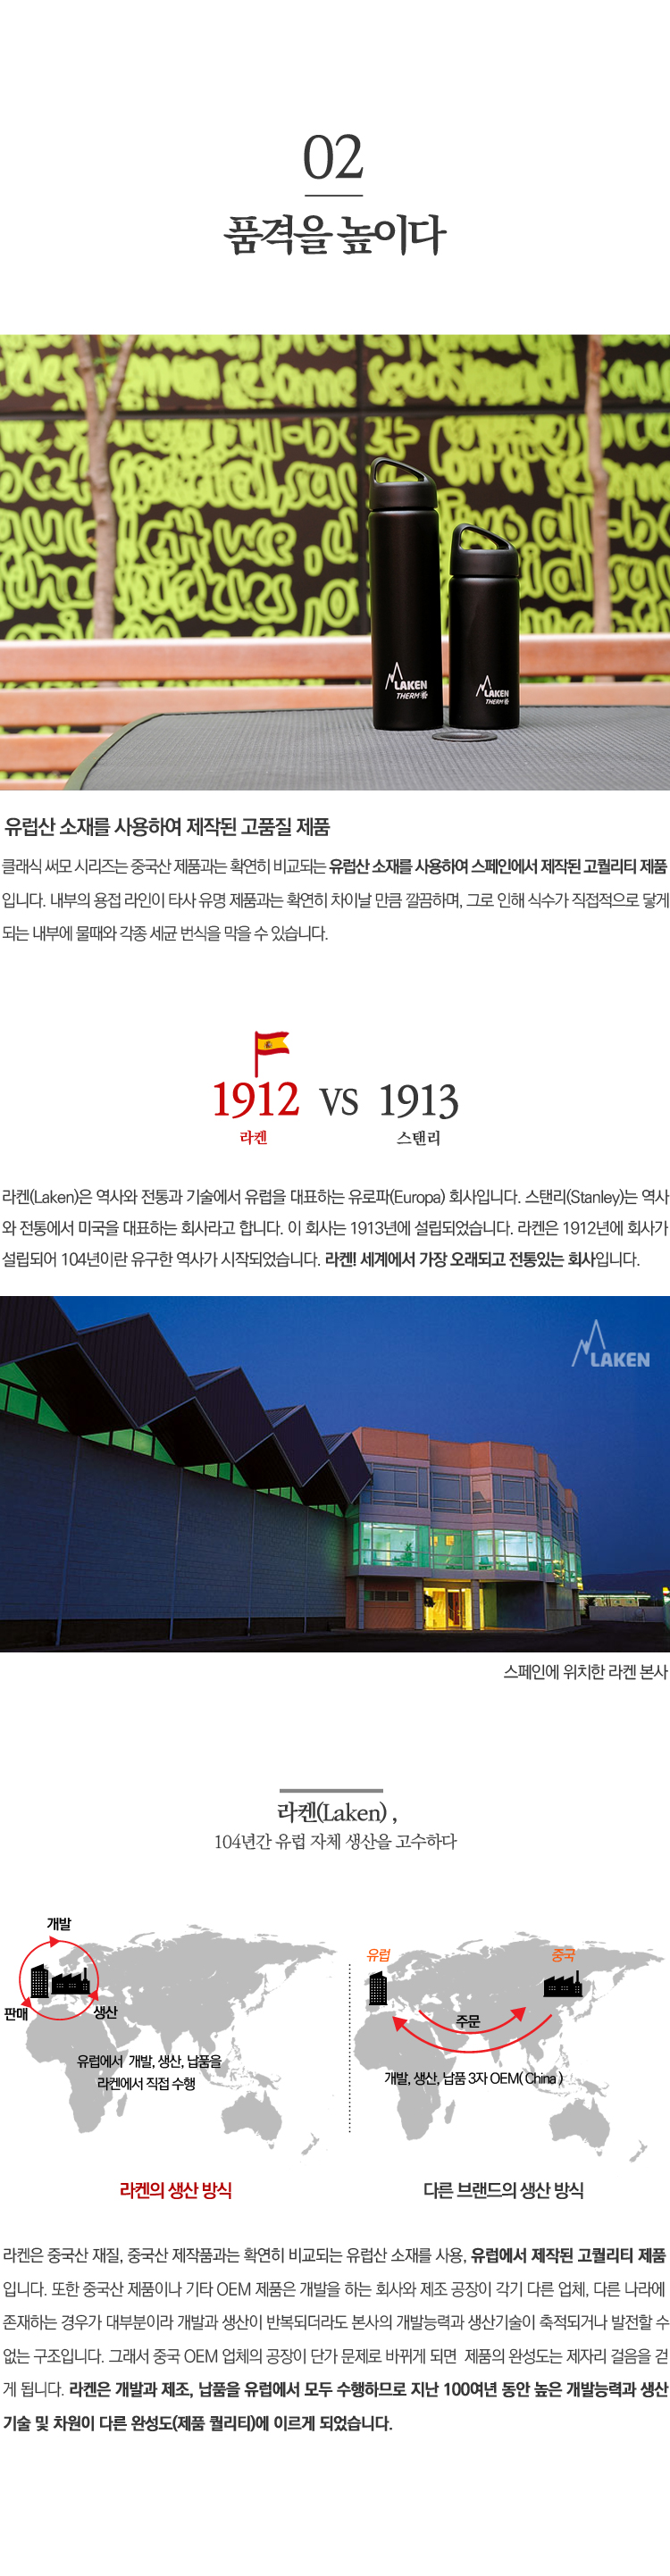 02
품격을 높이다
LAKEN
THERM
LAKEN
THERM
유럽산 소재를 사용하여 제작된 고품질 제품
클래식 써모 시리즈는 중국산 제품과는 확연히 비교되는 유럽산 소재를 사용하여 스페인에서 제작된 고퀄리티 제품
입니다. 내부의 용접 라인이 타사 유명 제품과는 확연히 차이날 만큼 깔끔하며, 그로 인해 식수가 직접적으로 닿게
되는 내부에 물때와 각종 세균 번식을 막을 수 있습니다.
1912 VS 1913
라켄 스탠리
라켄(Laken)은 역사와 전통과 기술에서 유럽을 대표하는 유로파(Europa) 회사입니다. 스탠리(Stanley)는 역사
와 전통에서 미국을 대표하는 회사라고 합니다. 이 회사는 1913년에 설립되었습니다. 라켄은 1912년에 회사가
설립되어 104년이란 유구한 역사가 시작되었습니다. 라켄! 세계에서 가장 오래되고 전통있는 회사입니다.
LAKEN
스페인에 위치한 라켄 본사
라켄(Laken) ,
104년간 유럽 자체 생산을 고수하다
개발
판매
생산
유럽에서 개발, 생산, 납품을
라켄에서 직접 수행
라켄의 생산 방식
유럽
중국
주문
개발, 생산, 납품 3자 OEM( China )
다른 브랜드의 생산 방식
라켄은 중국산 재질, 중국산 제작품과는 확연히 비교되는 유럽산 소재를 사용, 유럽에서 제작된 고퀄리티 제품
입니다. 또한 중국산 제품이나 기타 OEM 제품은 개발을 하는 회사와 제조 공장이 각기 다른 업체, 다른 나라에
존재하는 경우가 대부분이라 개발과 생산이 반복되더라도 본사의 개발능력과 생산기술이 축적되거나 발전할 수
없는 구조입니다. 그래서 중국 OEM 업체의 공장이 단가 문제로 바뀌게 되면 제품의 완성도는 제자리 걸음을 걷
게 됩니다. 라켄은 개발과 제조, 납품을 유럽에서 모두 수행하므로 지난 100여년 동안 높은 개발능력과 생산
기술 및 차원이 다른 완성도(제품 퀄리티)에 이르게 되었습니다.